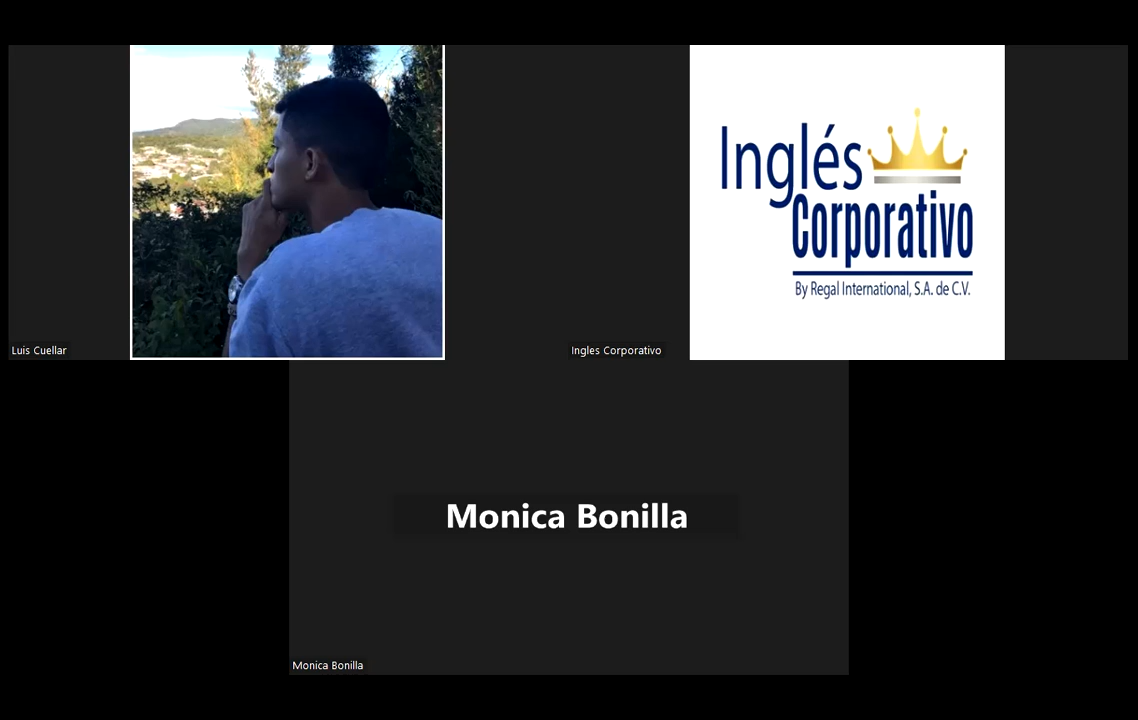 Inglés
Corporativo
By Regal International, S.A. de C.V.
Luis Cuellar
Ingles Corporativo
Monica Bonilla
Monica Bonilla